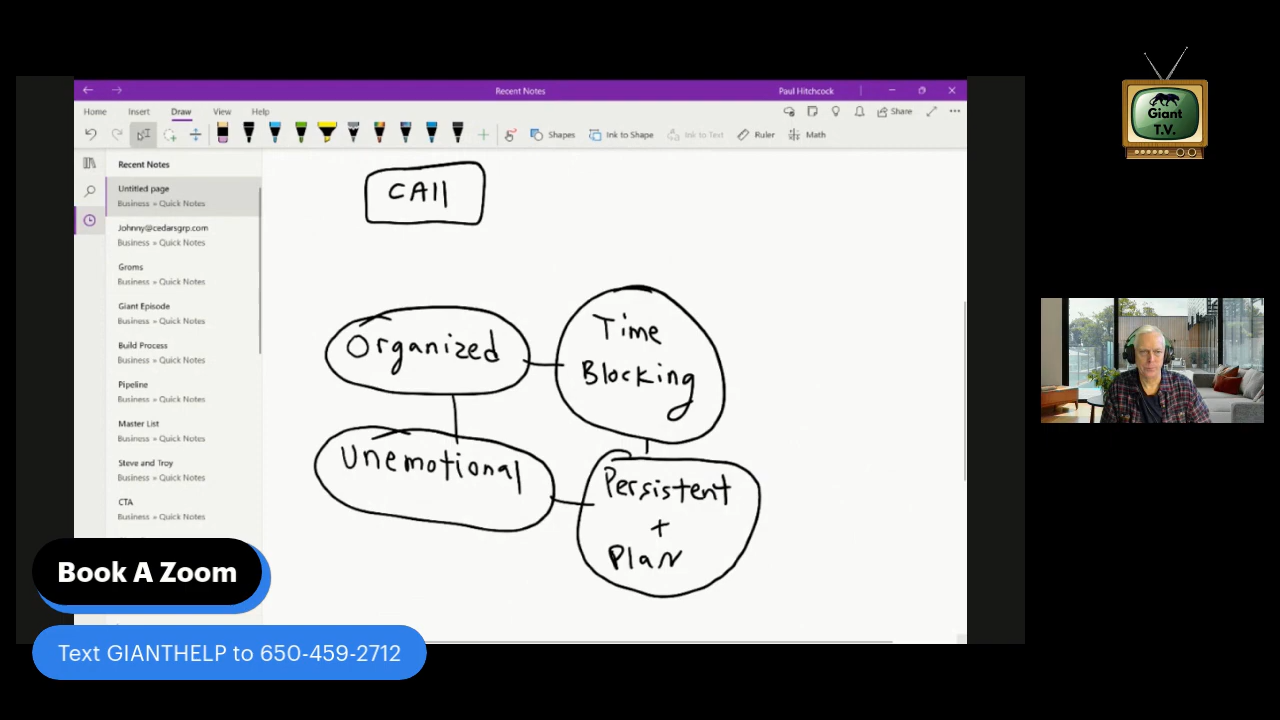 Recent Notes
Paul Hitchcock
Home Insert Draw View Help
Share
Shapes
Ink to Shape
Ink to Text
Ruler
Math
Recent Notes
Untitled page
Business » Quick Notes
Johnny@cedarsgrp.com
Business » Quick Notes
Groms
Business » Quick Notes
Giant Episode
Business » Quick Notes
Build Process
Business » Quick Notes
Pipeline
Business » Quick Notes
Master List
Business » Quick Notes
Steve and Troy
Business » Quick Notes
CTA
Business » Quick Notes
CAll
Organized
Time
Blocking
Unemotional
Persistent
+
Plan
Giant
T.V.
Book A Zoom
Text GIANTHELP to 650-459-2712